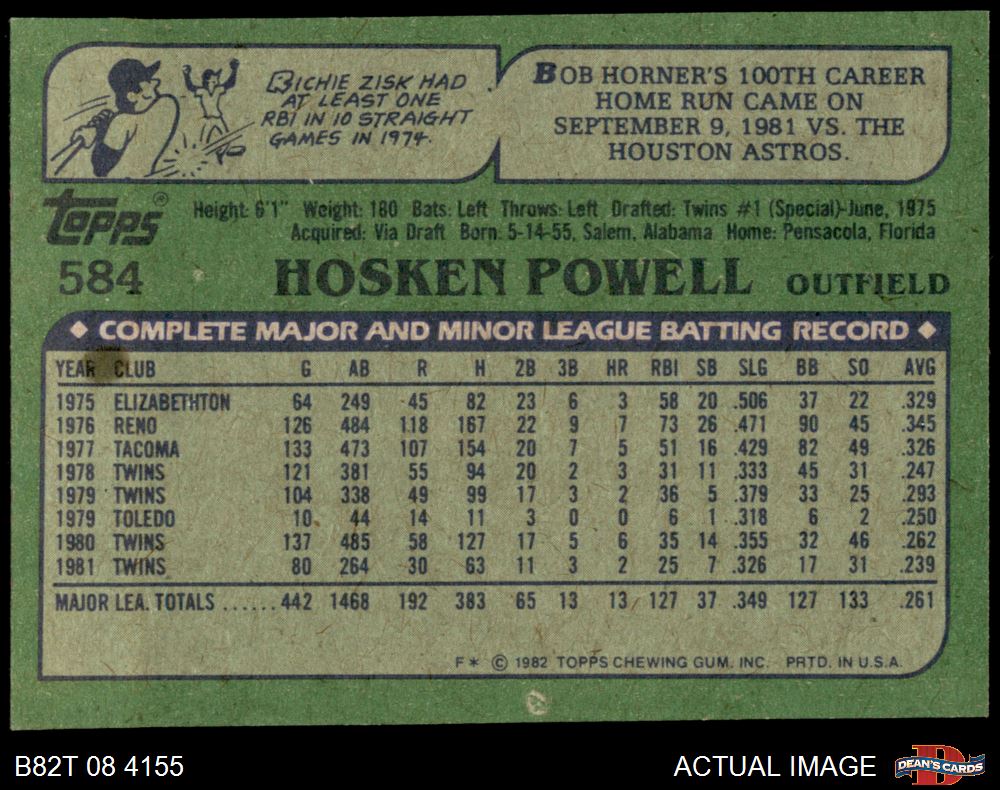 RICHIE ZISK HAD
AT LEAST ONE
RBI IN 10 STRAIGHT
GAMES IN 1974.
BOB HORNER'S 100TH CAREER
HOME RUN CAME ON
SEPTEMBER 9, 1981 VS. THE
HOUSTON ASTROS.
TOPPS®
Height: 6'1" Weight: 180 Bats: Left Throws: Left Drafted: Twins #1 (Special)-June, 1975
Acquired: Via Draft Born: 5-14-55, Salem, Alabama Home: Pensacola, Florida
584 HOSKEN POWELL OUTFIELD
◆ COMPLETE MAJOR AND MINOR LEAGUE BATTING RECORD ◆
YEAR CLUB G AB R H 2B 3B HR RBI SB SLG BB SO AVG
1975 ELIZABETHTON 64 249 45 82 23 6 3 58 20 .506 37 22 .329
1976 RENO 126 484 118 167 22 9 7 73 26 .471 90 45 .345
1977 TACOMA 133 473 107 154 20 7 5 51 16 .429 82 49 .326
1978 TWINS 121 381 55 94 20 2 3 31 11 .333 45 31 .247
1979 TWINS 104 338 49 99 17 3 2 36 5 .379 33 25 .293
1979 TOLEDO 10 44 14 11 3 0 0 6 1 .318 6 2 .250
1980 TWINS 137 485 58 127 17 5 6 35 14 .355 32 46 .262
1981 TWINS 80 264 30 63 11 3 2 25 7 .326 17 31 .239
MAJOR LEA. TOTALS ......442 1468 192 383 65 13 13 127 37 .349 127 133 .261
F* © 1982 TOPPS CHEWING GUM, INC. PRTD. IN U.S.A.
B82T 08 4155
ACTUAL IMAGE
DEAN'S CARDS